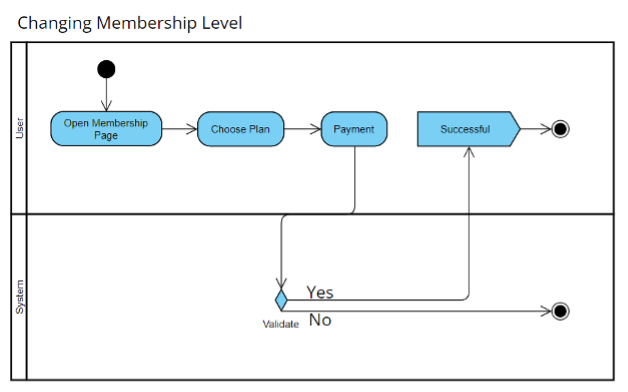 Changing Membership Level
User
Open Membership
Page
Choose Plan
Payment
Successful
System
Yes
Validate
No